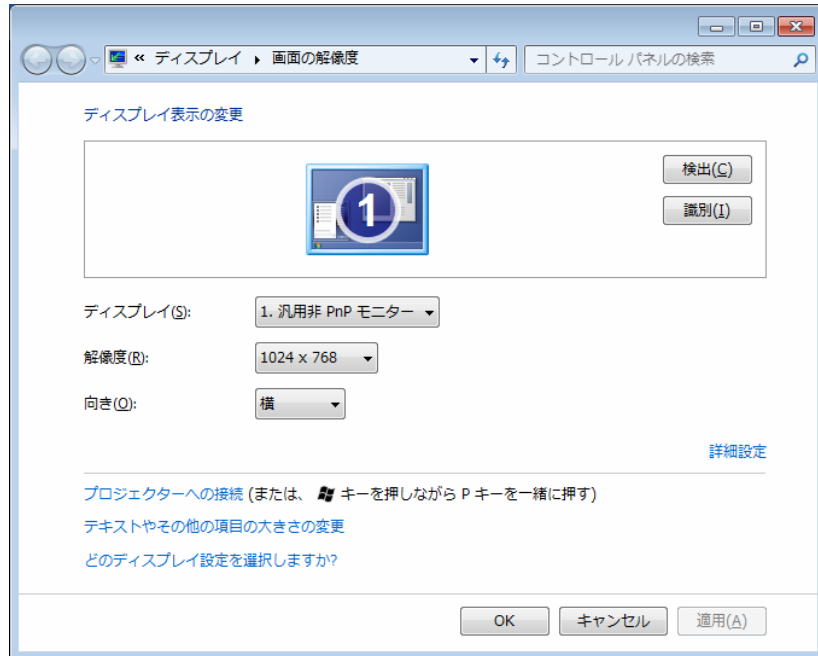 « ディスプレイ ▸ 画面の解像度
コントロール パネルの検索
ディスプレイ表示の変更
1
検出(C)
識別(I)
ディスプレイ(S): 1. 汎用非 PnP モニター
解像度(R): 1024 x 768
向き(O): 横
詳細設定
プロジェクターへの接続 (または、 キーを押しながら P キーを一緒に押す)
テキストやその他の項目の大きさの変更
どのディスプレイ設定を選択しますか?
OK キャンセル 適用(A)